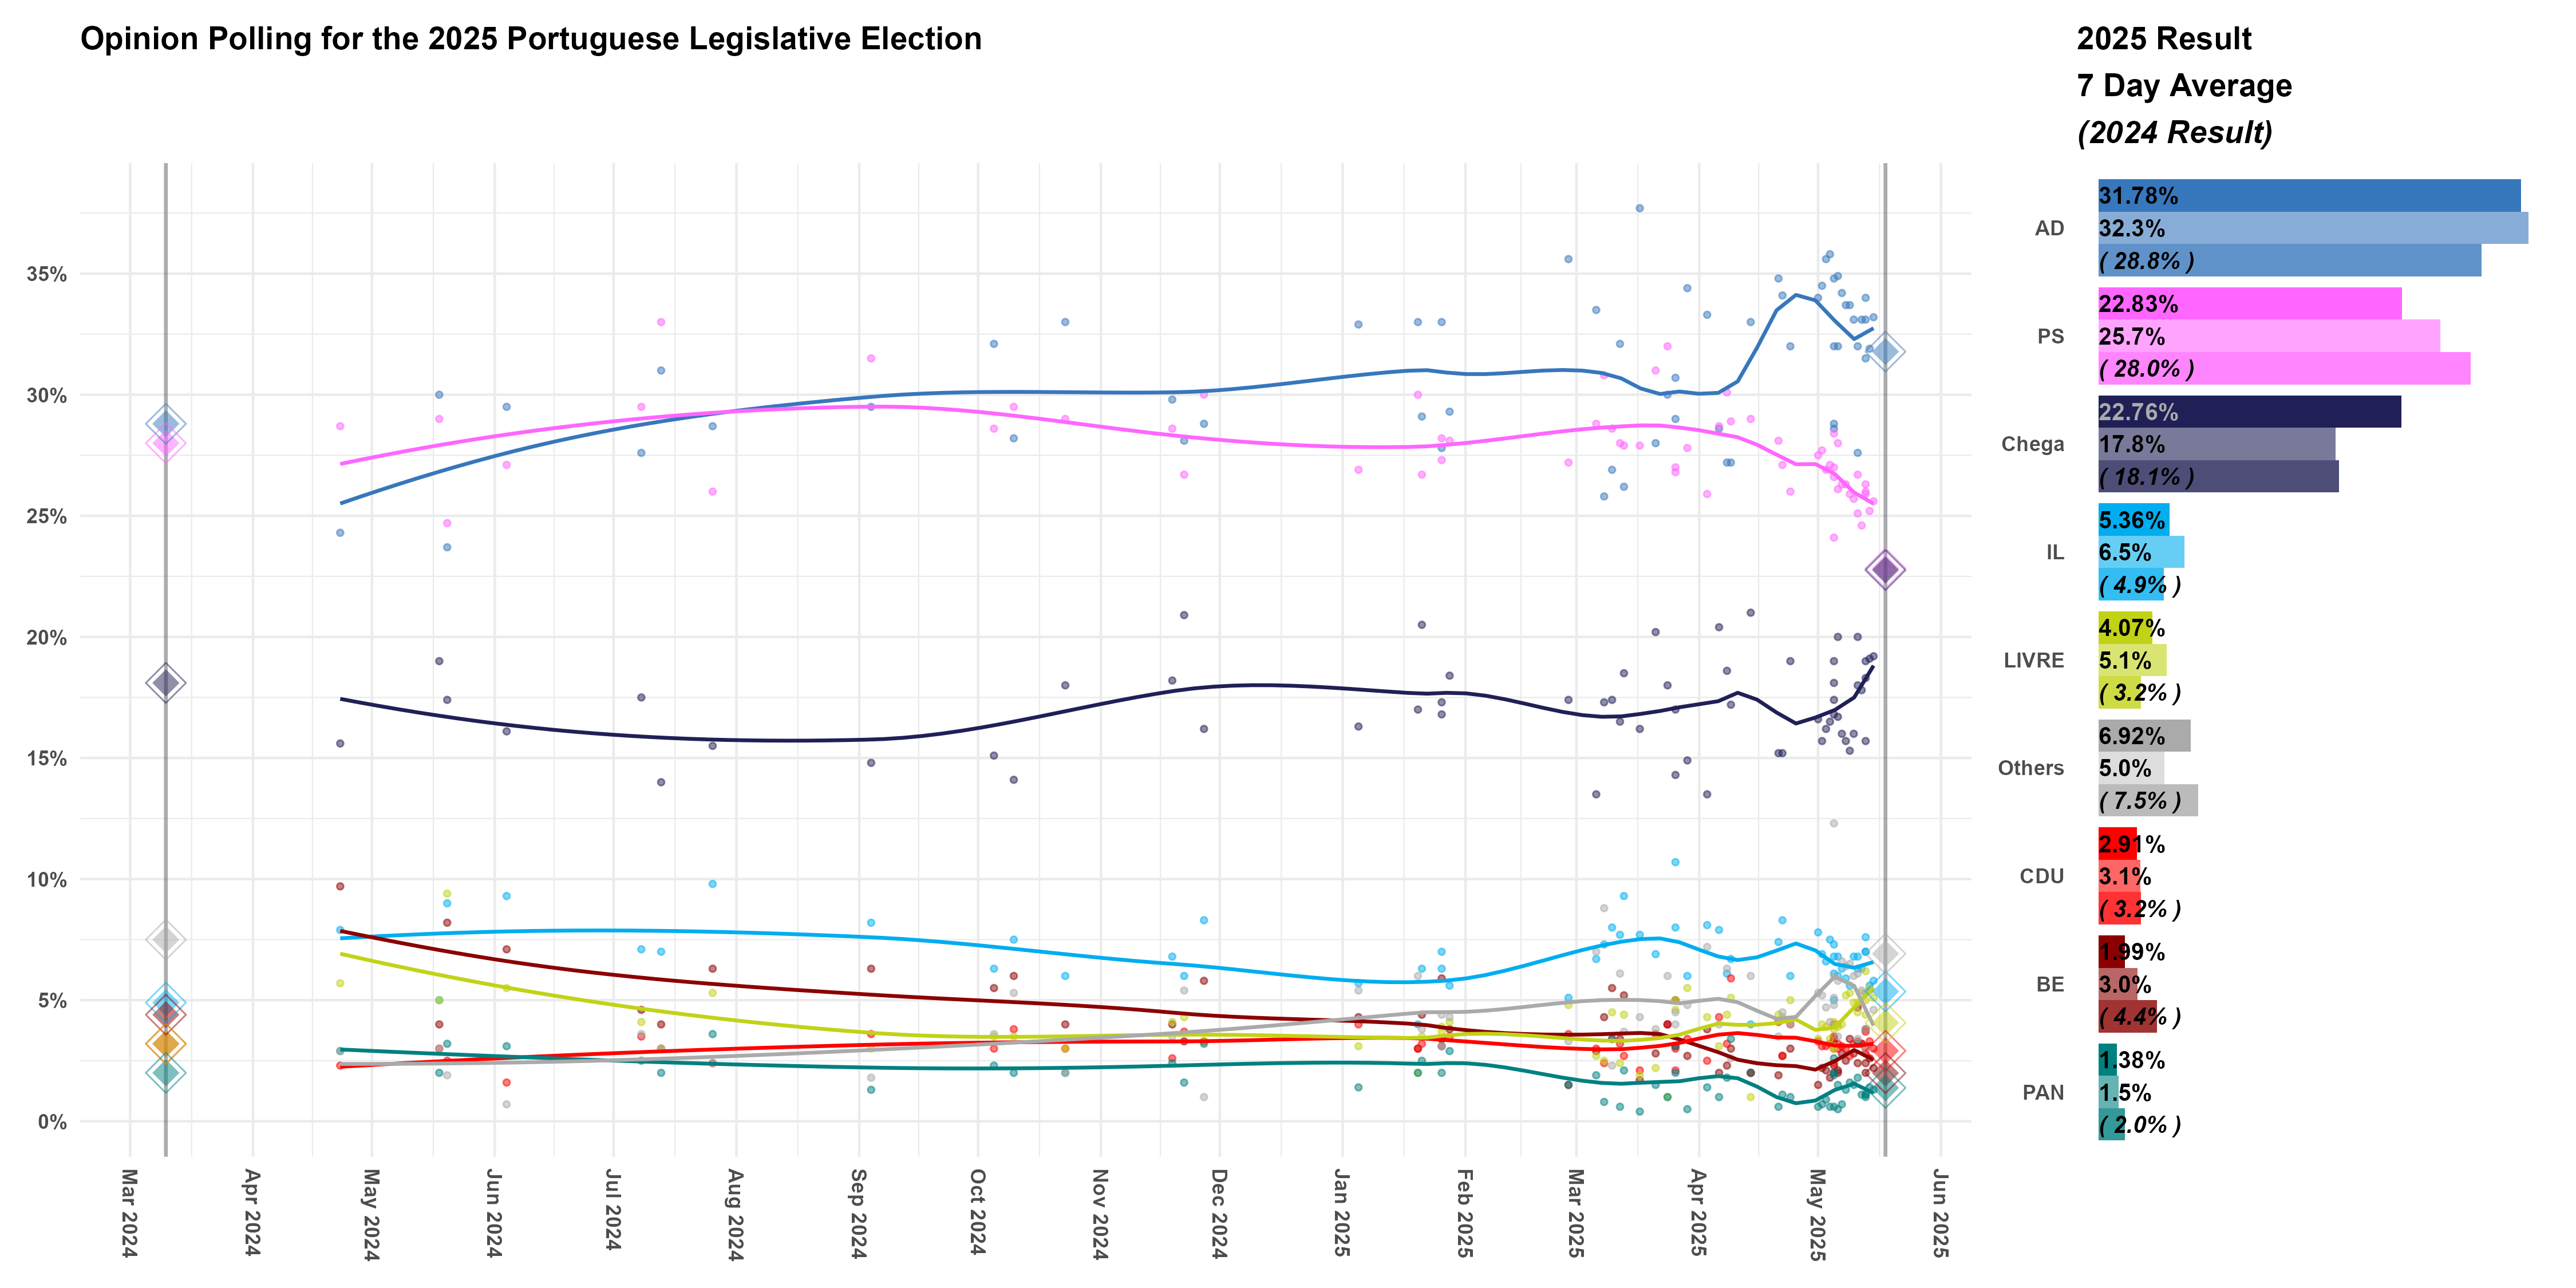 Opinion Polling for the 2025 Portuguese Legislative Election
2025 Result
7 Day Average
(2024 Result)
35%
30%
25%
20%
15%
10%
5%
0%
Mar 2024
Apr 2024
May 2024
Jun 2024
Jul 2024
Aug 2024
Sep 2024
Oct 2024
Nov 2024
Dec 2024
Jan 2025
Feb 2025
Mar 2025
Apr 2025
May 2025
Jun 2025
AD
31.78%
32.3%
( 28.8% )
PS
22.83%
25.7%
( 28.0% )
Chega
22.76%
17.8%
( 18.1% )
IL
5.36%
6.5%
( 4.9% )
LIVRE
4.07%
5.1%
( 3.2% )
Others
6.92%
5.0%
( 7.5% )
CDU
2.91%
3.1%
( 3.2% )
BE
1.99%
3.0%
( 4.4% )
PAN
1.38%
1.5%
( 2.0% )